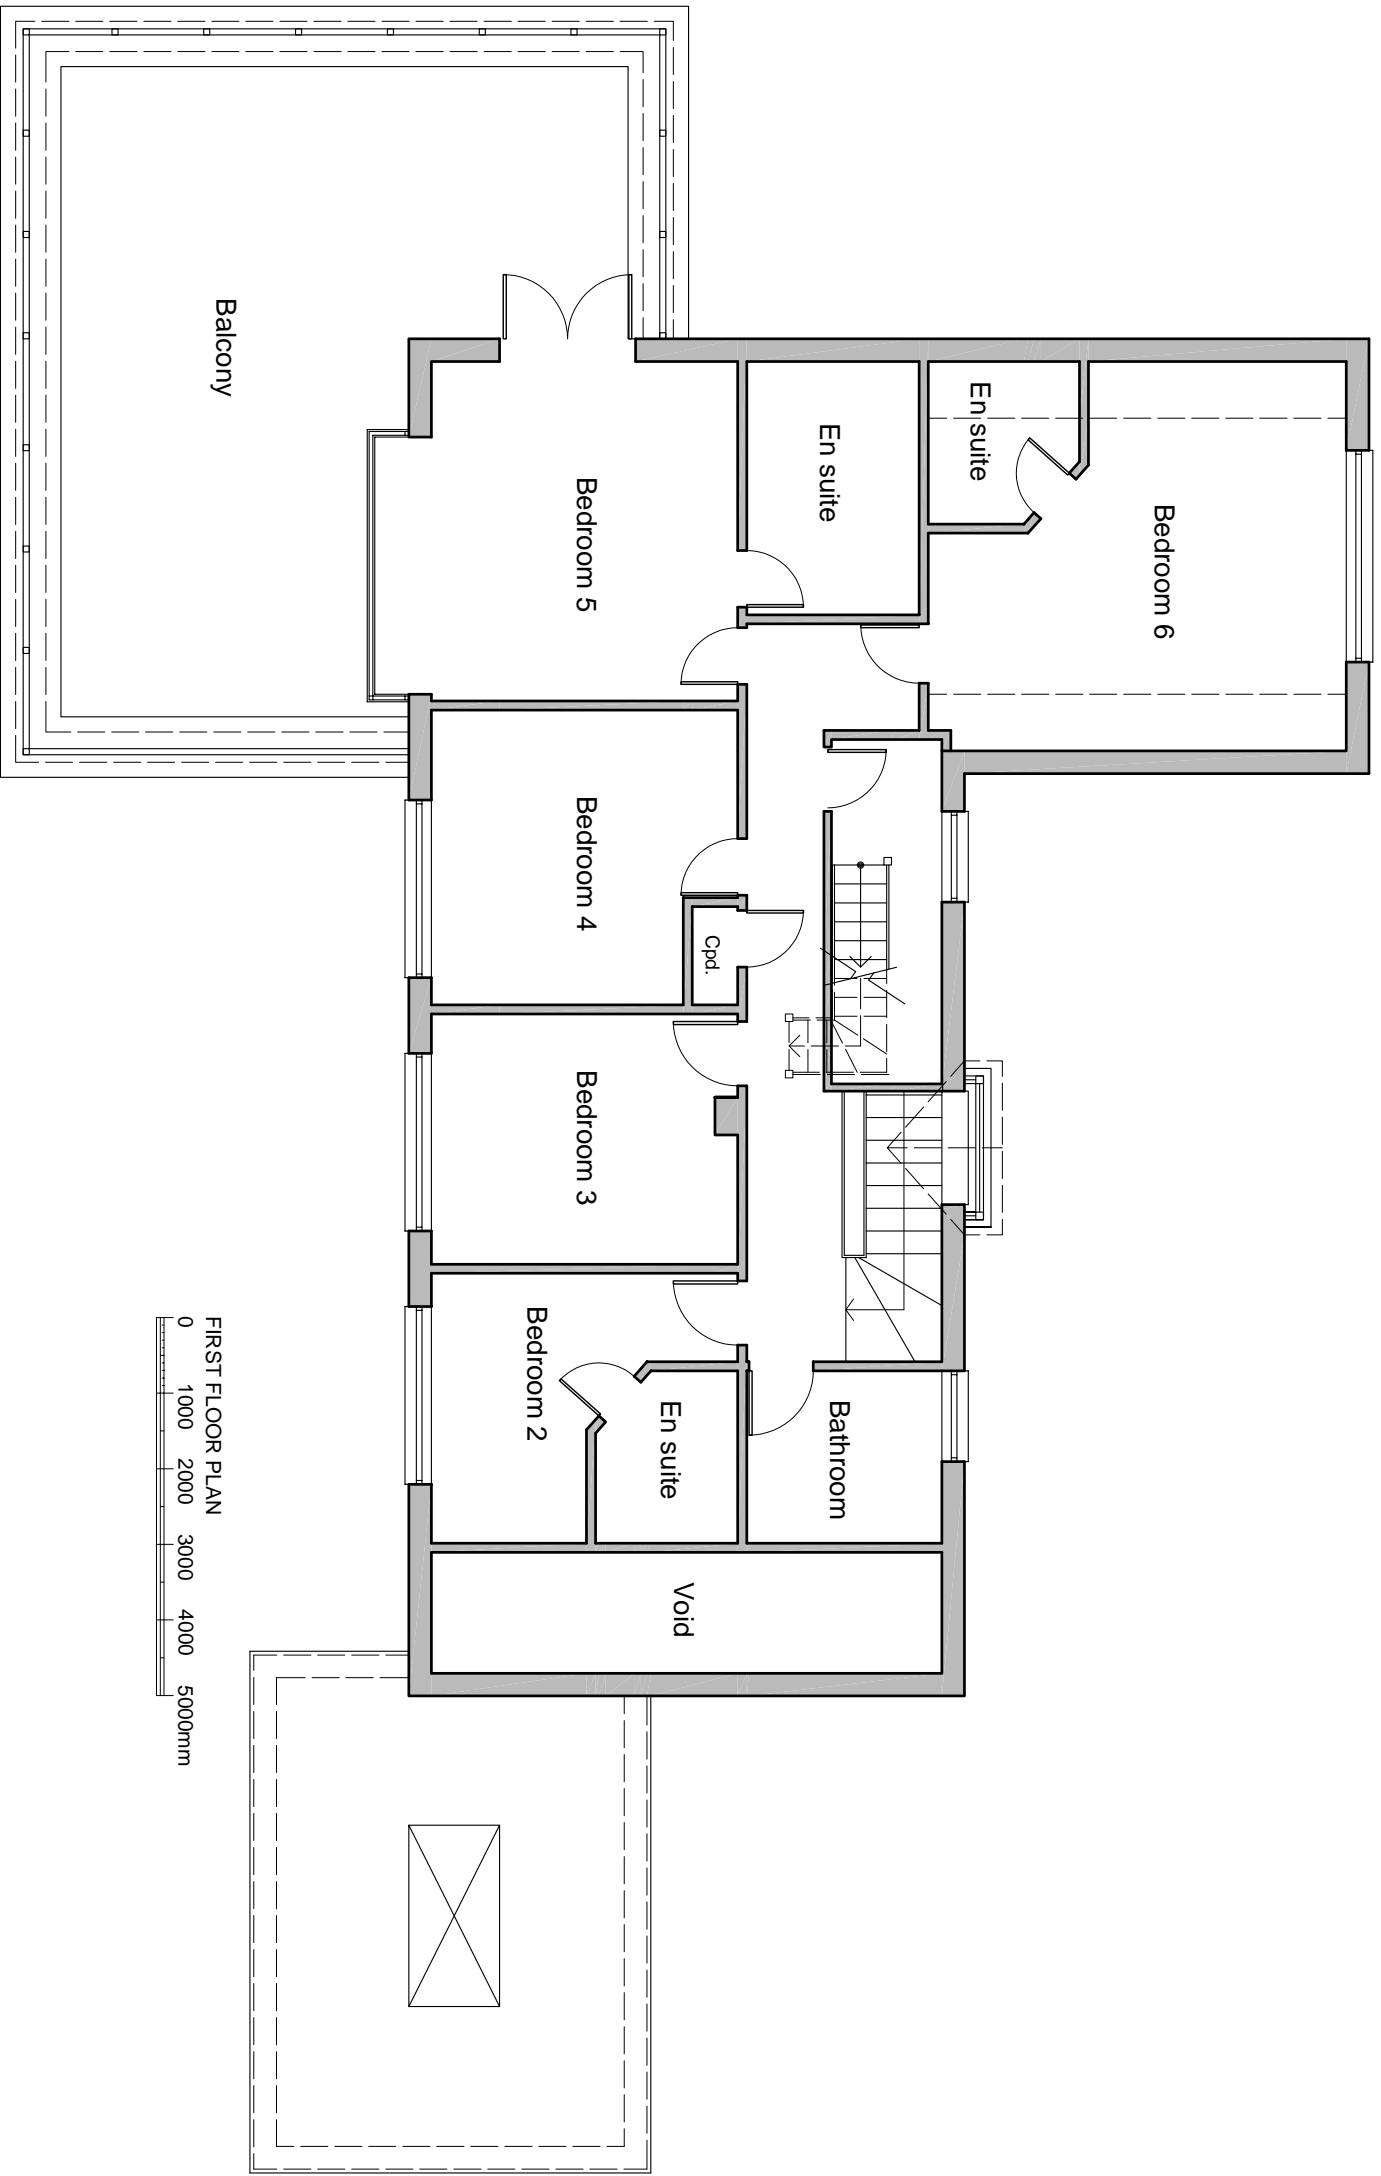 Bedroom 6
En suite
En suite
Bathroom
Cpd.
Void
En suite
Bedroom 5
Bedroom 4
Bedroom 3
Bedroom 2
Balcony
FIRST FLOOR PLAN
0 1000 2000 3000 4000 5000mm